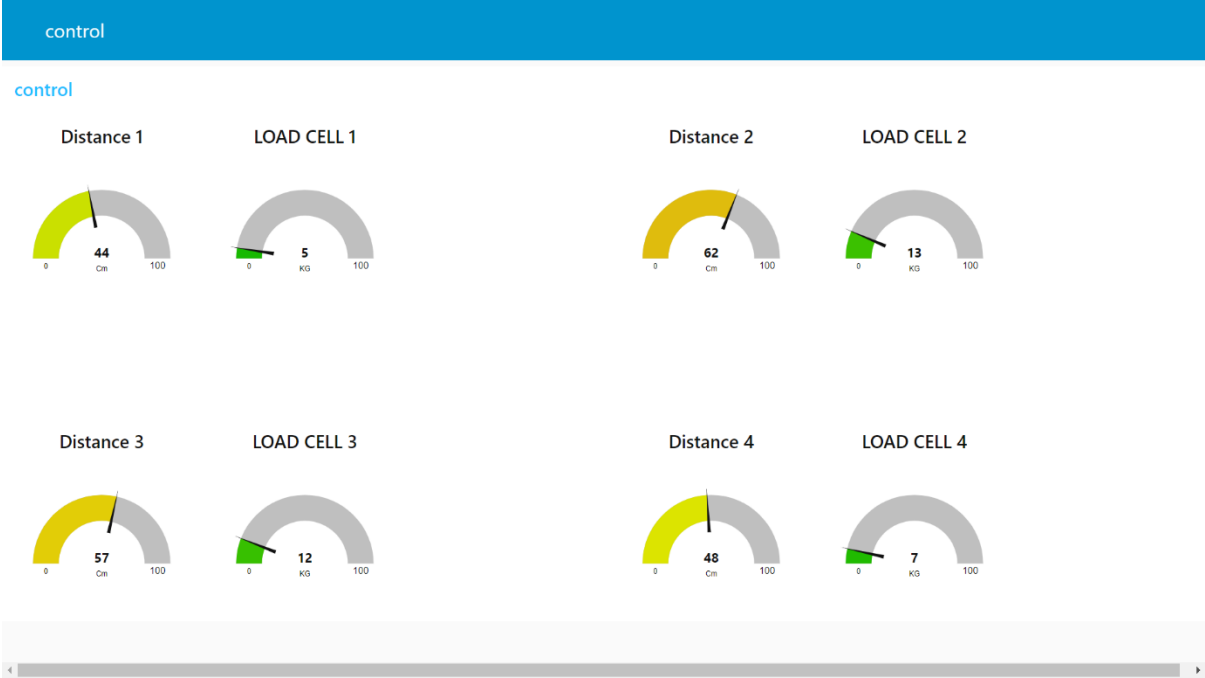 control
control
Distance 1
LOAD CELL 1
Distance 2
LOAD CELL 2
44
Cm
0
100
5
KG
0
100
62
Cm
0
100
13
KG
0
100
Distance 3
LOAD CELL 3
Distance 4
LOAD CELL 4
57
Cm
0
100
12
KG
0
100
48
Cm
0
100
7
KG
0
100